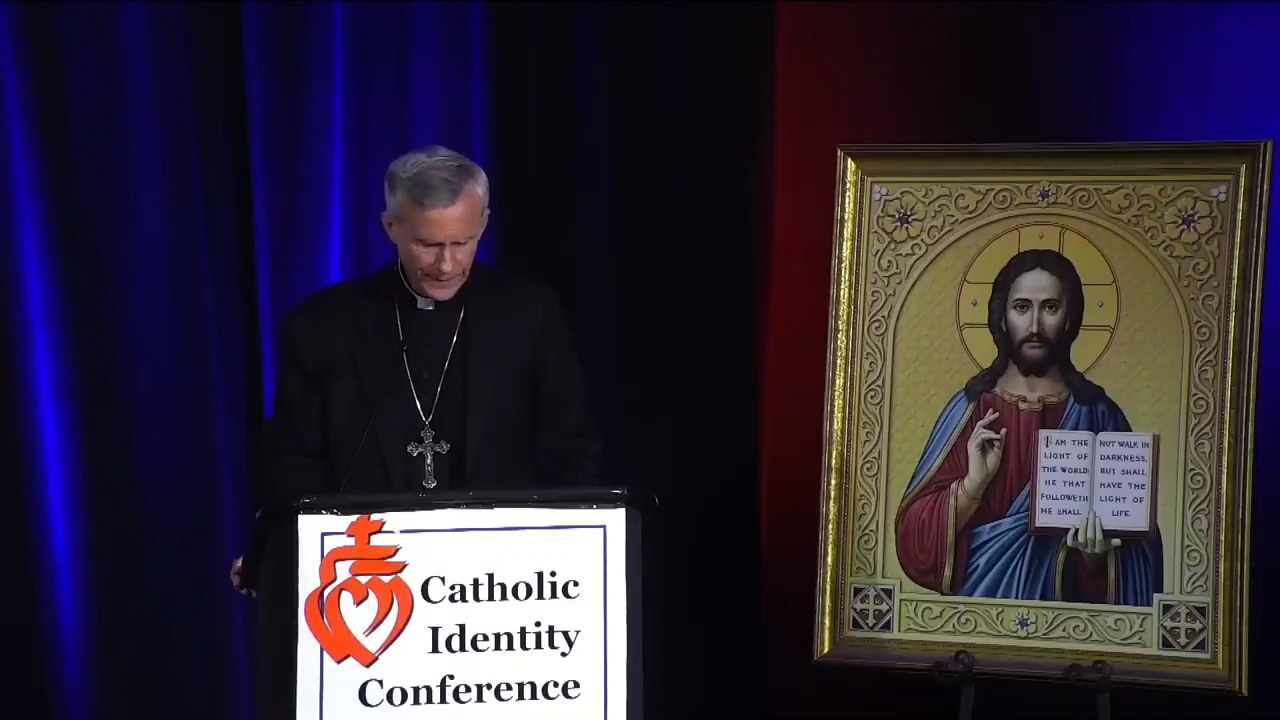 Catholic
Identity
Conference
I AM THE
LIGHT OF
THE WORLD:
HE THAT
FOLLOWETH
ME SHALL
NOT WALK IN
DARKNESS,
BUT SHALL
HAVE THE
LIGHT OF
LIFE.